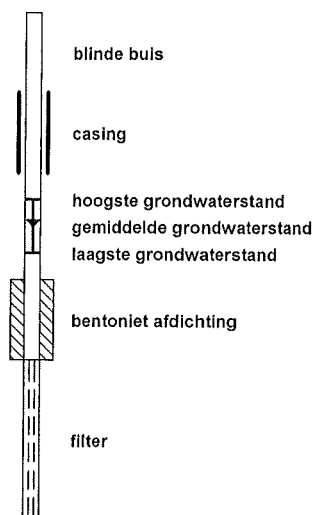 blinde buis
casing
hoogste grondwaterstand
gemiddelde grondwaterstand
laagste grondwaterstand
bentoniet afdichting
filter